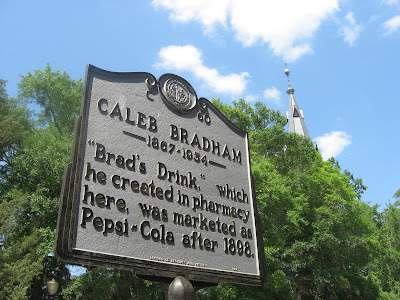 CALEB BRADHAM
1867-1934
"Brad's Drink," which
he created in pharmacy
here, was marketed as
Pepsi-Cola after 1898.